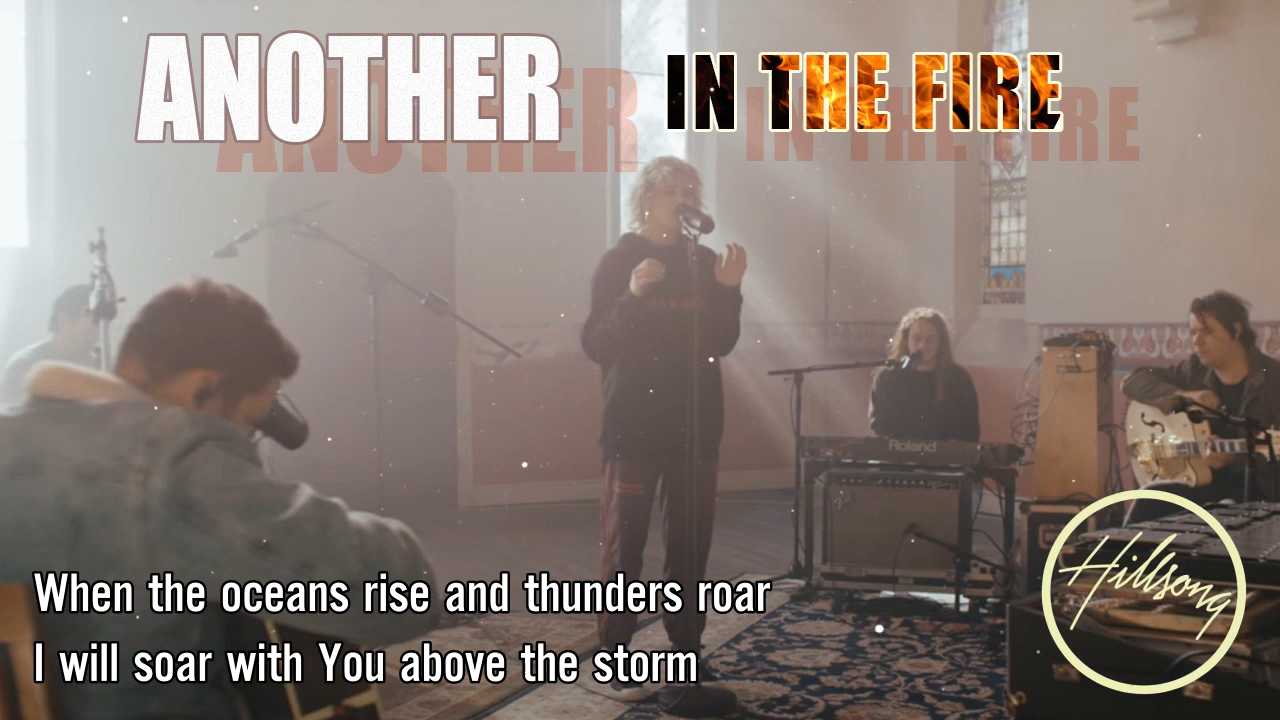 ANOTHER IN THE FIRE
Roland
When the oceans rise and thunders roar
I will soar with You above the storm
Hillsong